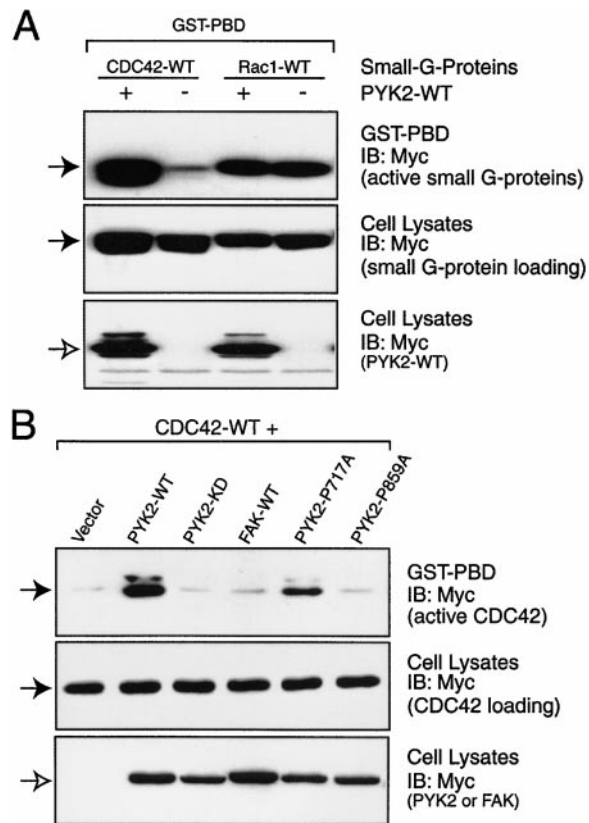 A
GST-PBD
CDC42-WT Rac1-WT Small-G-Proteins
+ - + - PYK2-WT
GST-PBD
IB: Myc
(active small G-proteins)
Cell Lysates
IB: Myc
(small G-protein loading)
Cell Lysates
IB: Myc
(PYK2-WT)
B
CDC42-WT +
Vector PYK2-WT PYK2-KD FAK-WT PYK2-P717A PYK2-P859A
GST-PBD
IB: Myc
(active CDC42)
Cell Lysates
IB: Myc
(CDC42 loading)
Cell Lysates
IB: Myc
(PYK2 or FAK)